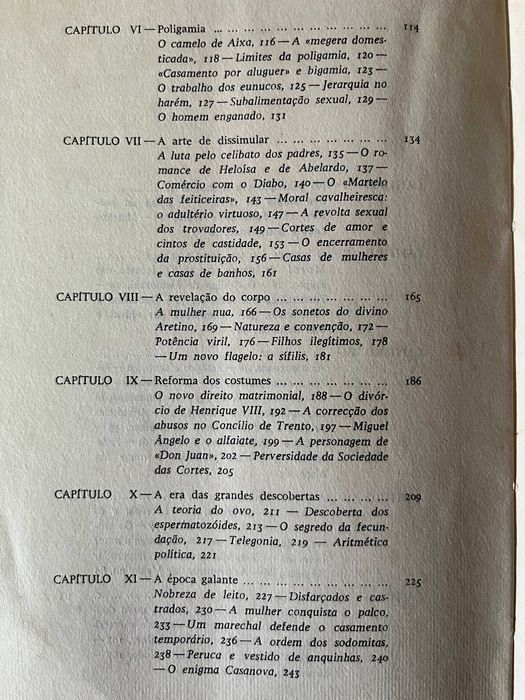 CAPÍTULO VI — Poligamia ... ... ... ... ... ... ... ... ... ... ... 114
O camelo de Aixa, 116 — A «megera domes-
ticada», 118 — Limites da poligamia, 120 —
«Casamento por aluguer» e bigamia, 123 —
O trabalho dos eunucos, 125 — Jerarquia no
harém, 127 — Subalimentação sexual, 129 —
O homem enganado, 131
CAPÍTULO VII — A arte de dissimular ... ... ... ... ... ... ... 134
A luta pelo celibato dos padres, 135 — O ro-
mance de Heloísa e de Abelardo, 137 —
Comércio com o Diabo, 140 — O «Martelo
das feiticeiras», 143 — Moral cavalheiresca:
o adultério virtuoso, 147 — A revolta sexual
dos trovadores, 149 — Cortes de amor e
cintos de castidade, 153 — O encerramento
da prostituição, 156 — Casas de mulheres
e casas de banhos, 161
CAPÍTULO VIII — A revelação do corpo ... ... ... ... ... ... ... 165
A mulher nua, 166 — Os sonetos do divino
Aretino, 169 — Natureza e convenção, 172 —
Potência viril, 176 — Filhos ilegítimos, 178
— Um novo flagelo: a sífilis, 181
CAPÍTULO IX — Reforma dos costumes ... ... ... ... ... ... ... 186
O novo direito matrimonial, 188 — O divór-
cio de Henrique VIII, 192 — A correcção dos
abusos no Concílio de Trento, 197 — Miguel
Ângelo e o alfaiate, 199 — A personagem de
«Don Juan», 202 — Perversidade da Sociedade
das Cortes, 205
CAPÍTULO X — A era das grandes descobertas ... ... ... ... 209
A teoria do ovo, 211 — Descoberta dos
espermatozóides, 213 — O segredo da fecun-
dação, 217 — Telegonia, 219 — Aritmética
política, 221
CAPÍTULO XI — A época galante ... ... ... ... ... ... ... ... ... 225
Nobreza de leito, 227 — Disfarçados e cas-
trados, 230 — A mulher conquista o palco,
233 — Um marechal defende o casamento
temporário, 236 — A ordem dos sodomitas,
238 — Peruca e vestido de anquinhas, 240
— O enigma Casanova, 243